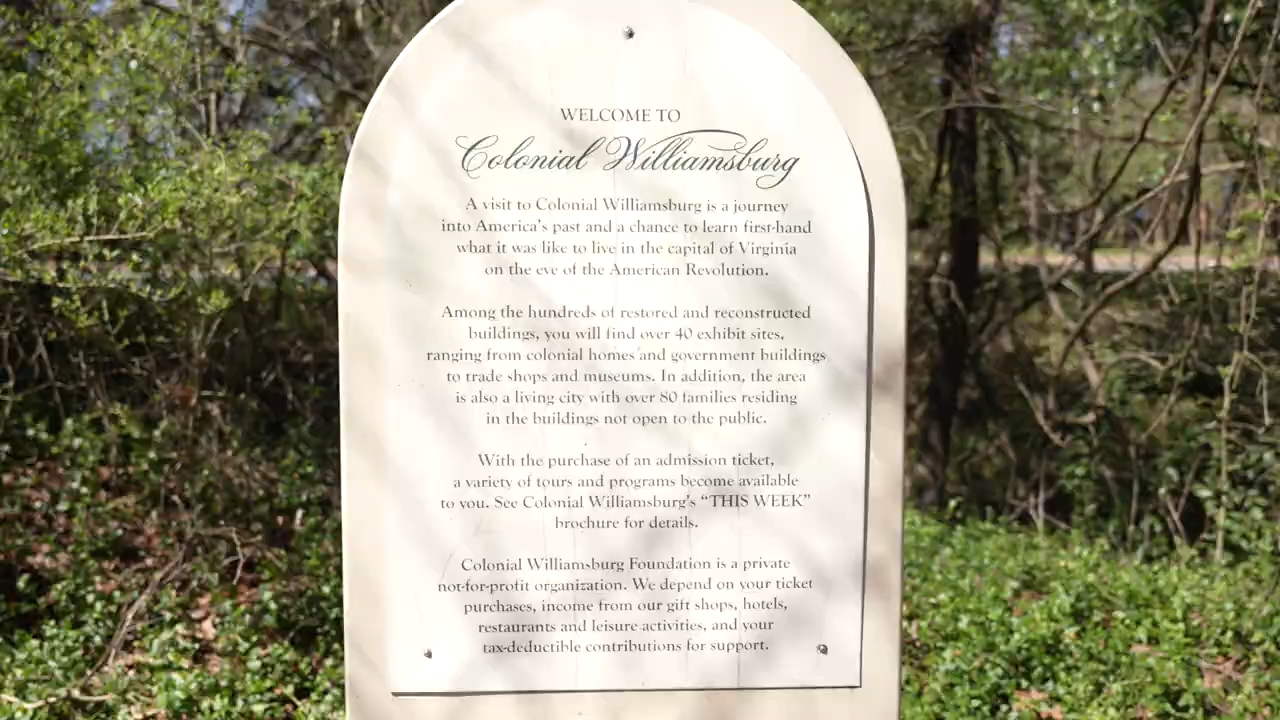 WELCOME TO
Colonial Williamsburg
A visit to Colonial Williamsburg is a journey
into America's past and a chance to learn first-hand
what it was like to live in the capital of Virginia
on the eve of the American Revolution.
Among the hundreds of restored and reconstructed
buildings, you will find over 40 exhibit sites,
ranging from colonial homes and government buildings
to trade shops and museums. In addition, the area
is also a living city with over 80 families residing
in the buildings not open to the public.
With the purchase of an admission ticket,
a variety of tours and programs become available
to you. See Colonial Williamsburg's “THIS WEEK”
brochure for details.
Colonial Williamsburg Foundation is a private
not-for-profit organization. We depend on your ticket
purchases, income from our gift shops, hotels,
restaurants and leisure activities, and your
tax-deductible contributions for support.